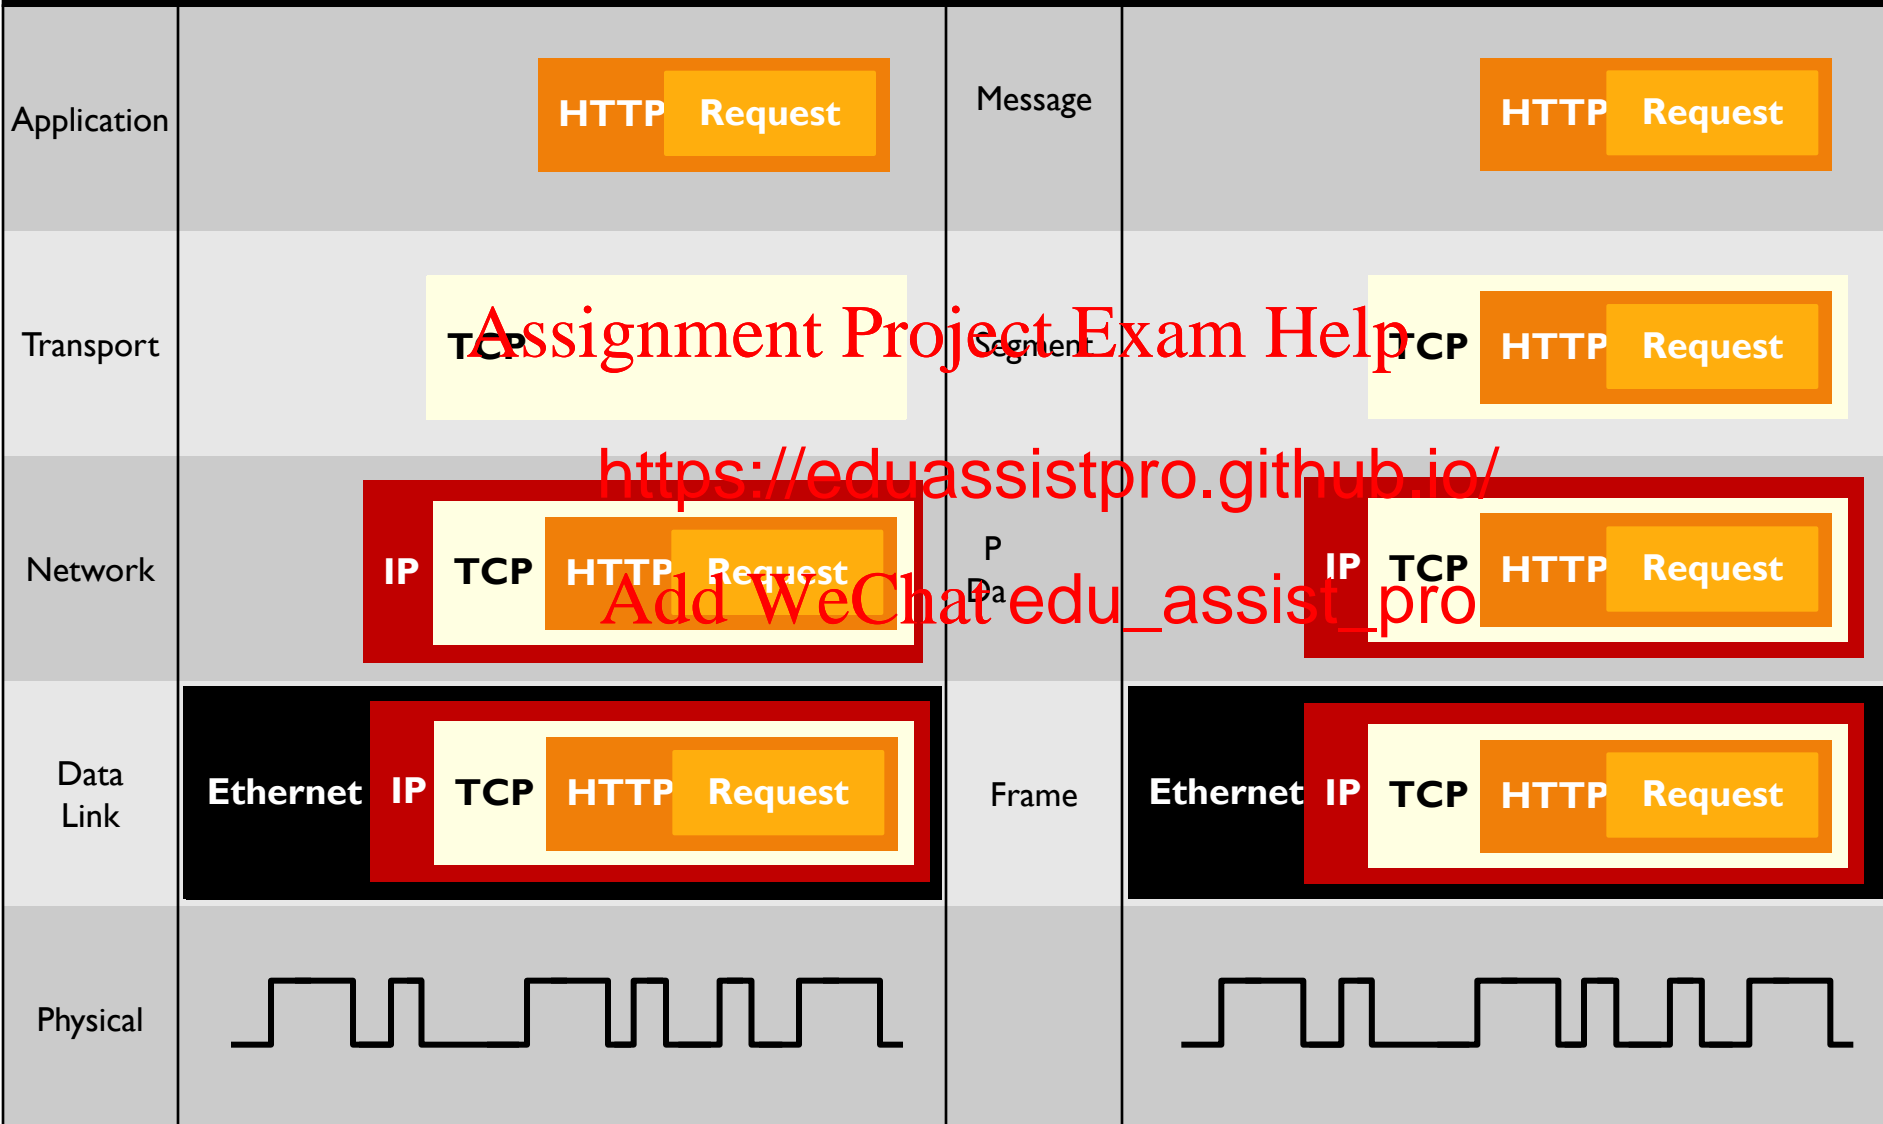 Application
HTTP Request
Message
HTTP Request
Transport
TCP
Segment
TCP HTTP Request
Assignment Project Exam Help
https://eduassistpro.github.io/
Network
IP TCP HTTP Request
P
Da
IP TCP HTTP Request
Add WeChat edu_assist_pro
Data
Link
Ethernet IP TCP HTTP Request
Frame
Ethernet IP TCP HTTP Request
Physical